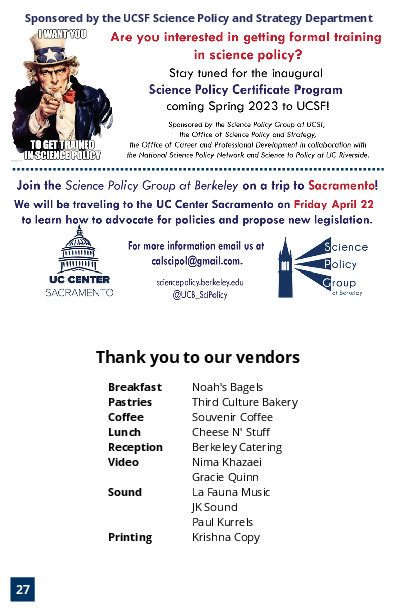 Sponsored by the UCSF Science Policy and Strategy Department
I WANT YOU
TO GET TRAINED
IN SCIENCE POLICY
Are you interested in getting formal training
in science policy?
Stay tuned for the inaugural
Science Policy Certificate Program
coming Spring 2023 to UCSF!
Sponsored by the Science Policy Group at UCSF,
the Office of Science Policy and Strategy,
the Office of Career and Professional Development in collaboration with
the National Science Policy Network and Science to Policy at UC Riverside.
Join the Science Policy Group at Berkeley on a trip to Sacramento!
We will be traveling to the UC Center Sacramento on Friday April 22
to learn how to advocate for policies and propose new legislation.
UC CENTER
SACRAMENTO
For more information email us at
calscipol@gmail.com.
sciencepolicy.berkeley.edu
@UCB_SciPolicy
Science
Policy
Group
at Berkeley
Thank you to our vendors
Breakfast Noah's Bagels
Pastries Third Culture Bakery
Coffee Souvenir Coffee
Lunch Cheese N' Stuff
Reception Berkeley Catering
Video Nima Khazaei
Gracie Quinn
Sound La Fauna Music
JK Sound
Paul Kurrels
Printing Krishna Copy
27